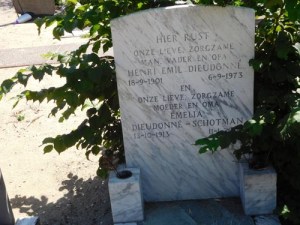 HIER RUST
ONZE LIEVE ZORGZAME
MAN, VADER EN OPA
HENRI EMIL DIEUDONNÉ
18-9-1901 6-9-1973
EN
ONZE LIEVE ZORGZAME
MOEDER EN OMA
EMELIA
DIEUDONNÉ-SCHOTMAN